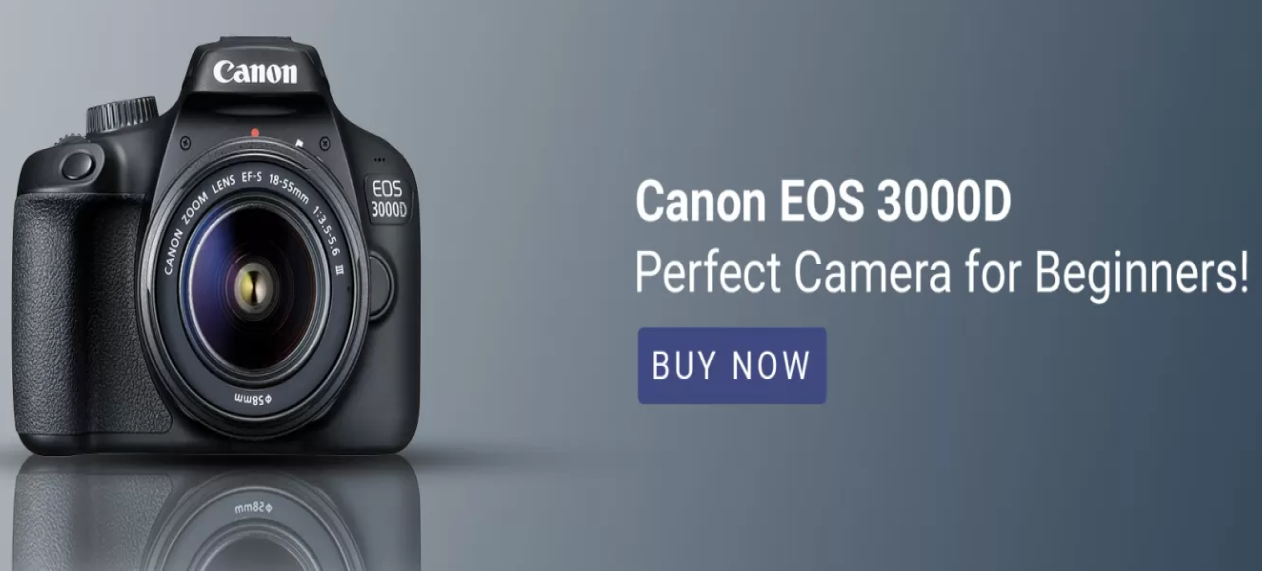 Canon
EOS
3000D
CANON ZOOM LENS EF-S 18-55mm 1:3.5-5.6 III
ϕ58mm
Canon EOS 3000D
Perfect Camera for Beginners!
BUY NOW
ϕ58mm